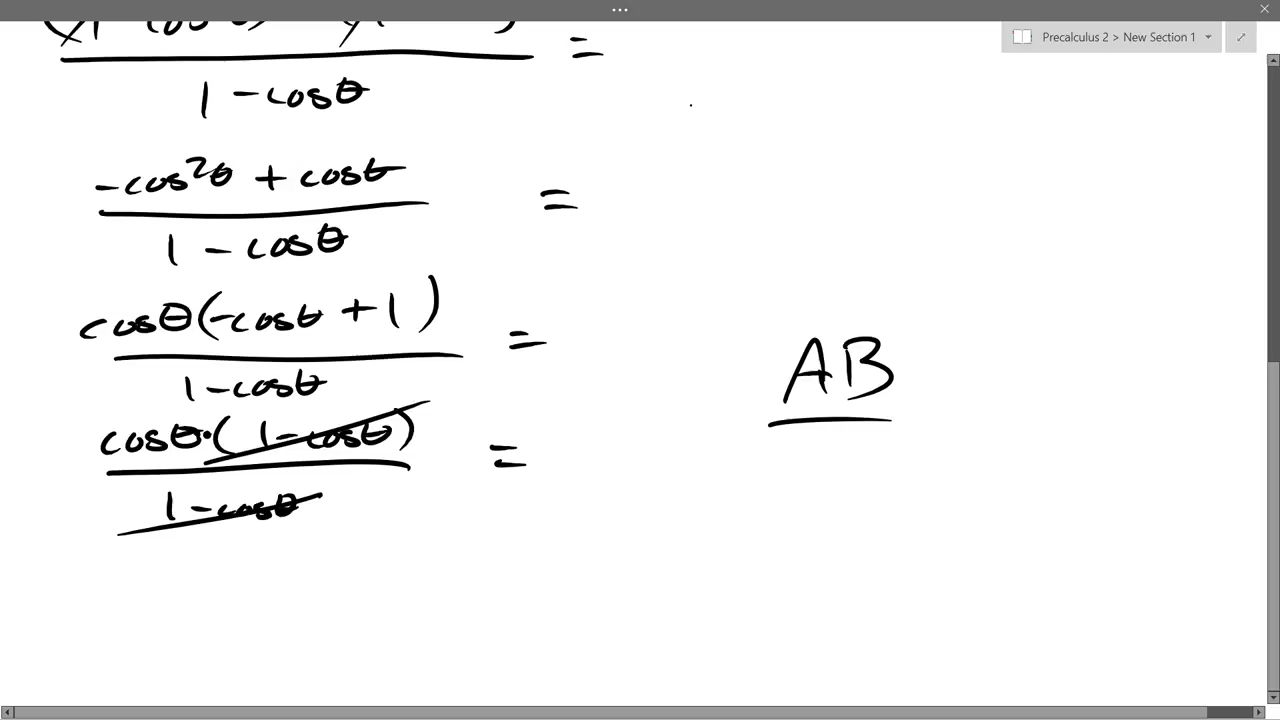 Precalculus 2 > New Section 1
=
1 - cosθ
-cos²θ + cosθ
=
1 - cosθ
cosθ(-cosθ + 1)
=
1 - cosθ
AB
cosθ·(1 - cosθ)
=
1 - cosθ